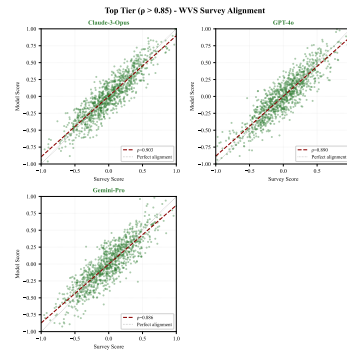 Top Tier (ρ > 0.85) - WVS Survey Alignment
Claude-3-Opus
Model Score
1.00
0.75
0.50
0.25
0.00
−0.25
−0.50
−0.75
−1.00
−1.0 −0.5 0.0 0.5 1.0
Survey Score
ρ=0.903
Perfect alignment
GPT-4o
Model Score
1.00
0.75
0.50
0.25
0.00
−0.25
−0.50
−0.75
−1.00
−1.0 −0.5 0.0 0.5
Survey Score
ρ=0.890
Perfect alignment
Gemini-Pro
Model Score
1.00
0.75
0.50
0.25
0.00
−0.25
−0.50
−0.75
−1.00
−1.0 −0.5 0.0 0.5 1.0
Survey Score
ρ=0.886
Perfect alignment